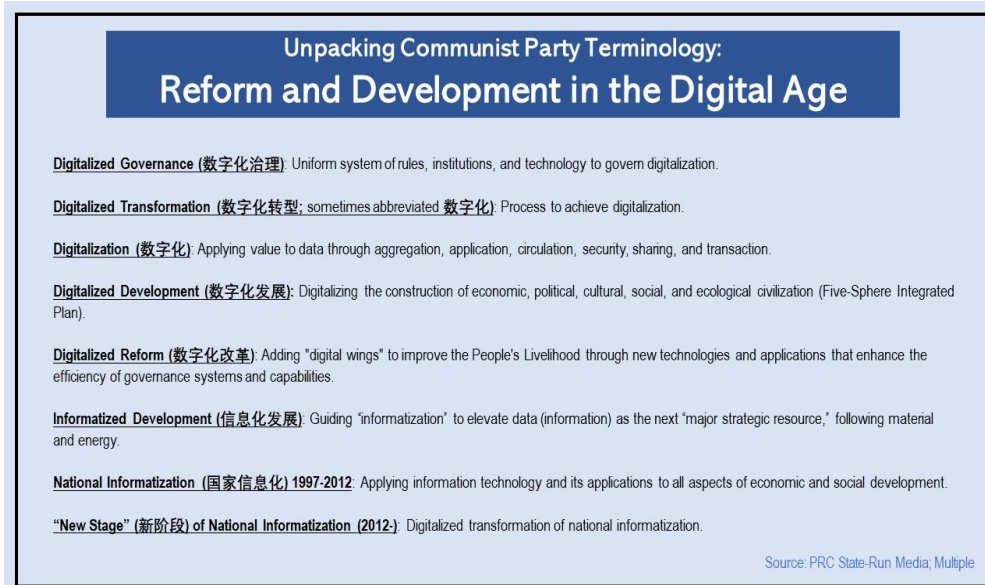 Unpacking Communist Party Terminology:
Reform and Development in the Digital Age
Digitalized Governance (数字化治理): Uniform system of rules, institutions, and technology to govern digitalization.
Digitalized Transformation (数字化转型; sometimes abbreviated 数字化): Process to achieve digitalization.
Digitalization (数字化): Applying value to data through aggregation, application, circulation, security, sharing, and transaction.
Digitalized Development (数字化发展): Digitalizing the construction of economic, political, cultural, social, and ecological civilization (Five-Sphere Integrated
Plan).
Digitalized Reform (数字化改革): Adding "digital wings" to improve the People's Livelihood through new technologies and applications that enhance the
efficiency of governance systems and capabilities.
Informatized Development (信息化发展): Guiding “informatization” to elevate data (information) as the next “major strategic resource,” following material
and energy.
National Informatization (国家信息化) 1997-2012: Applying information technology and its applications to all aspects of economic and social development.
“New Stage” (新阶段) of National Informatization (2012-): Digitalized transformation of national informatization.
Source: PRC State-Run Media; Multiple